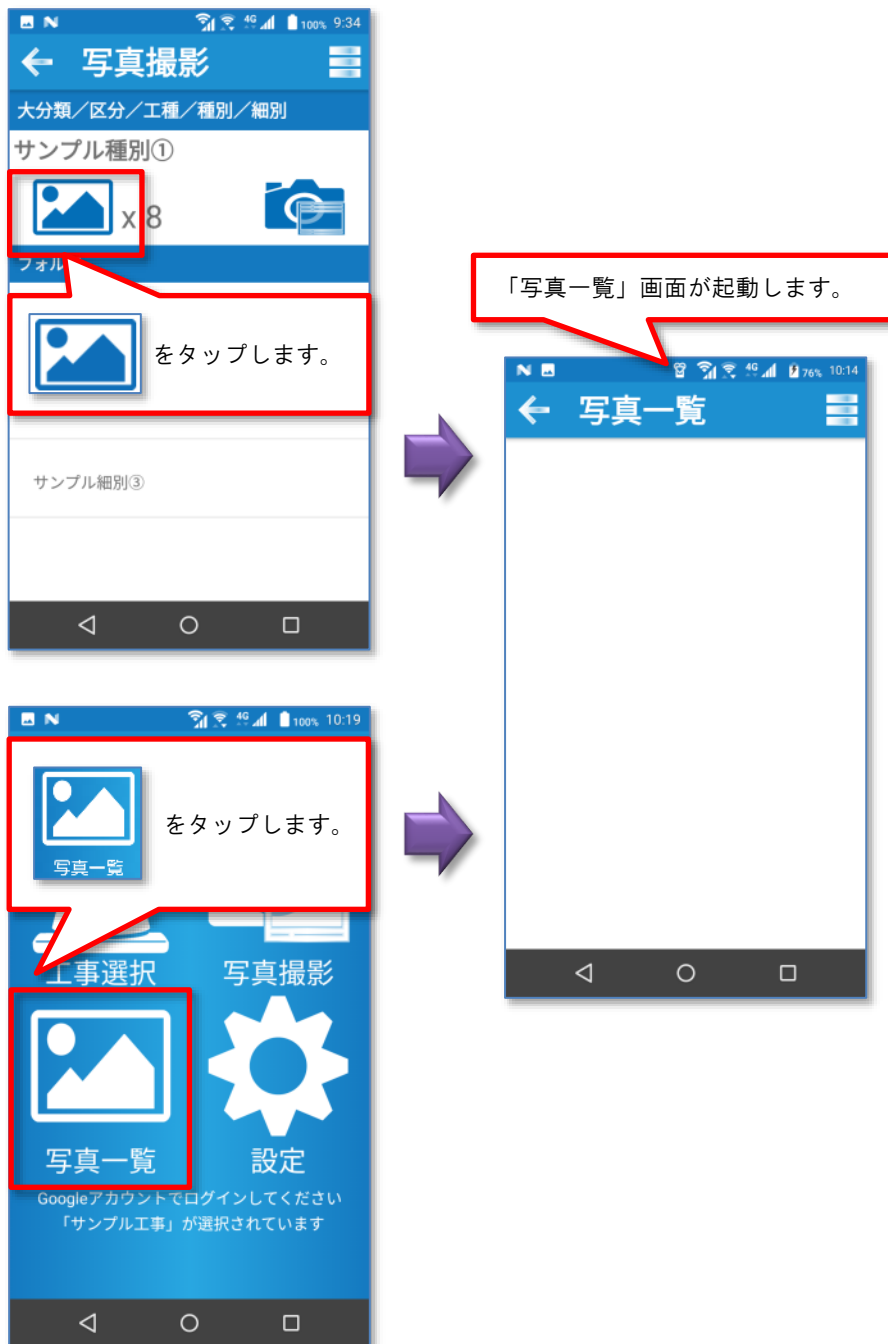 4G 100% 9:34
写真撮影
大分類／区分／工種／種別／細別
サンプル種別①
x 8
フォル
をタップします。
サンプル細別③
「写真一覧」画面が起動します。
4G 76% 10:14
写真一覧
4G 100% 10:19
をタップします。
写真一覧
工事選択 写真撮影
写真一覧 設定
Googleアカウントでログインしてください
「サンプル工事」が選択されています